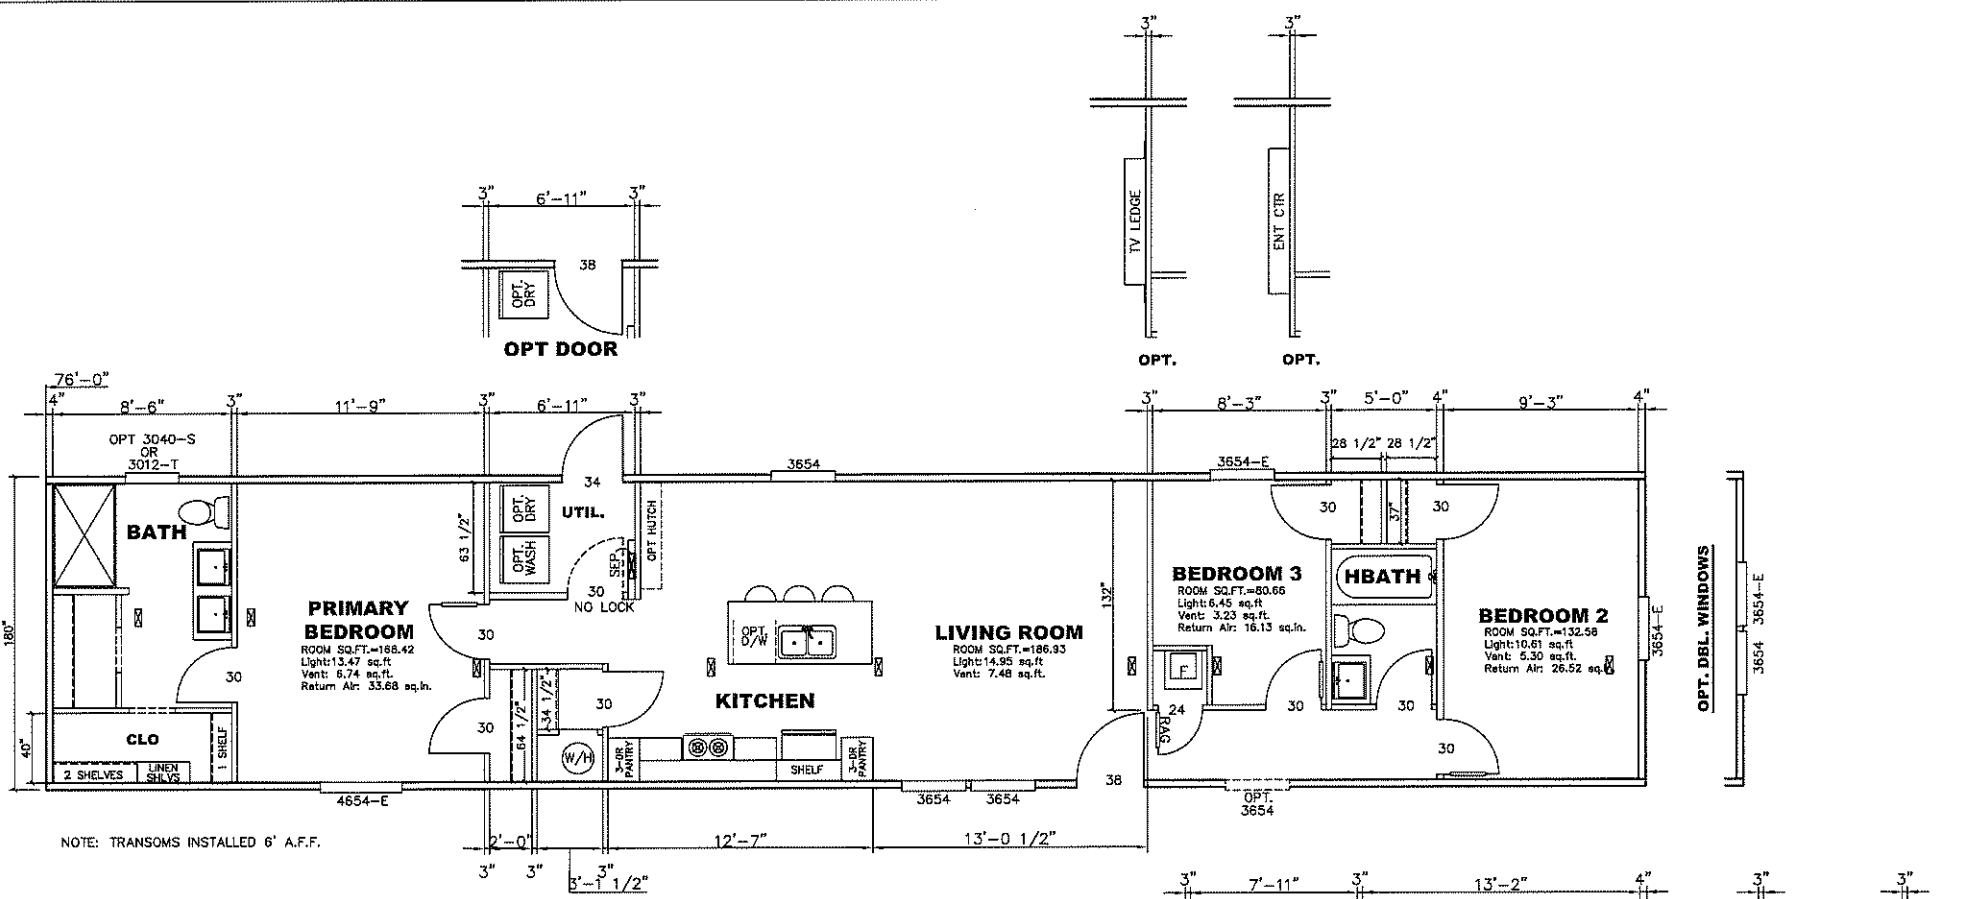 3" 3"
TV LEDGE
ENT CTR
OPT. OPT.
3" 6'-11" 3"
38
OPT. DRY
OPT DOOR
76'-0"
4" 8'-6" 3" 11'-9" 3" 6'-11" 3" 3" 8'-3" 3" 5'-0" 4" 9'-3" 4"
28 1/2" 28 1/2"
OPT 3040-S
OR
3012-T
3654
3654-E
34
30
37"
30
BATH
63 1/2"
OPT. DRY
UTIL.
OPT HUTCH
OPT. WASH
SEP.
30
NO LOCK
180"
PRIMARY
BEDROOM
ROOM SQ.FT.=168.42
Light:13.47 sq.ft
Vent: 6.74 sq.ft.
Return Air: 33.68 sq.in.
30
30
30
OPT. D/W
KITCHEN
LIVING ROOM
ROOM SQ.FT.=186.93
Light:14.95 sq.ft
Vent: 7.48 sq.ft.
132"
BEDROOM 3
ROOM SQ.FT.=80.66
Light:6.45 sq.ft
Vent: 3.23 sq.ft.
Return Air: 16.13 sq.in.
HBATH
BEDROOM 2
ROOM SQ.FT.=132.58
Light:10.61 sq.ft
Vent: 5.30 sq.ft.
Return Air: 26.52 sq.
3654-E
OPT. DBL. WINDOWS
3654 3654-E
F
24
RAG
30
30
30
40"
CLO
1 SHELF
2 SHELVES
LINEN
SHLVS
64 1/2"
34 1/2"
30
W/H
3-DR PANTRY
SHELF
3-DR PANTRY
38
4654-E
3654 3654
OPT.
3654
NOTE: TRANSOMS INSTALLED 6' A.F.F.
2'-0" 12'-7" 13'-0 1/2"
3" 3" 3"
3'-1 1/2"
3" 7'-11" 3" 13'-2" 4" 3" 3"